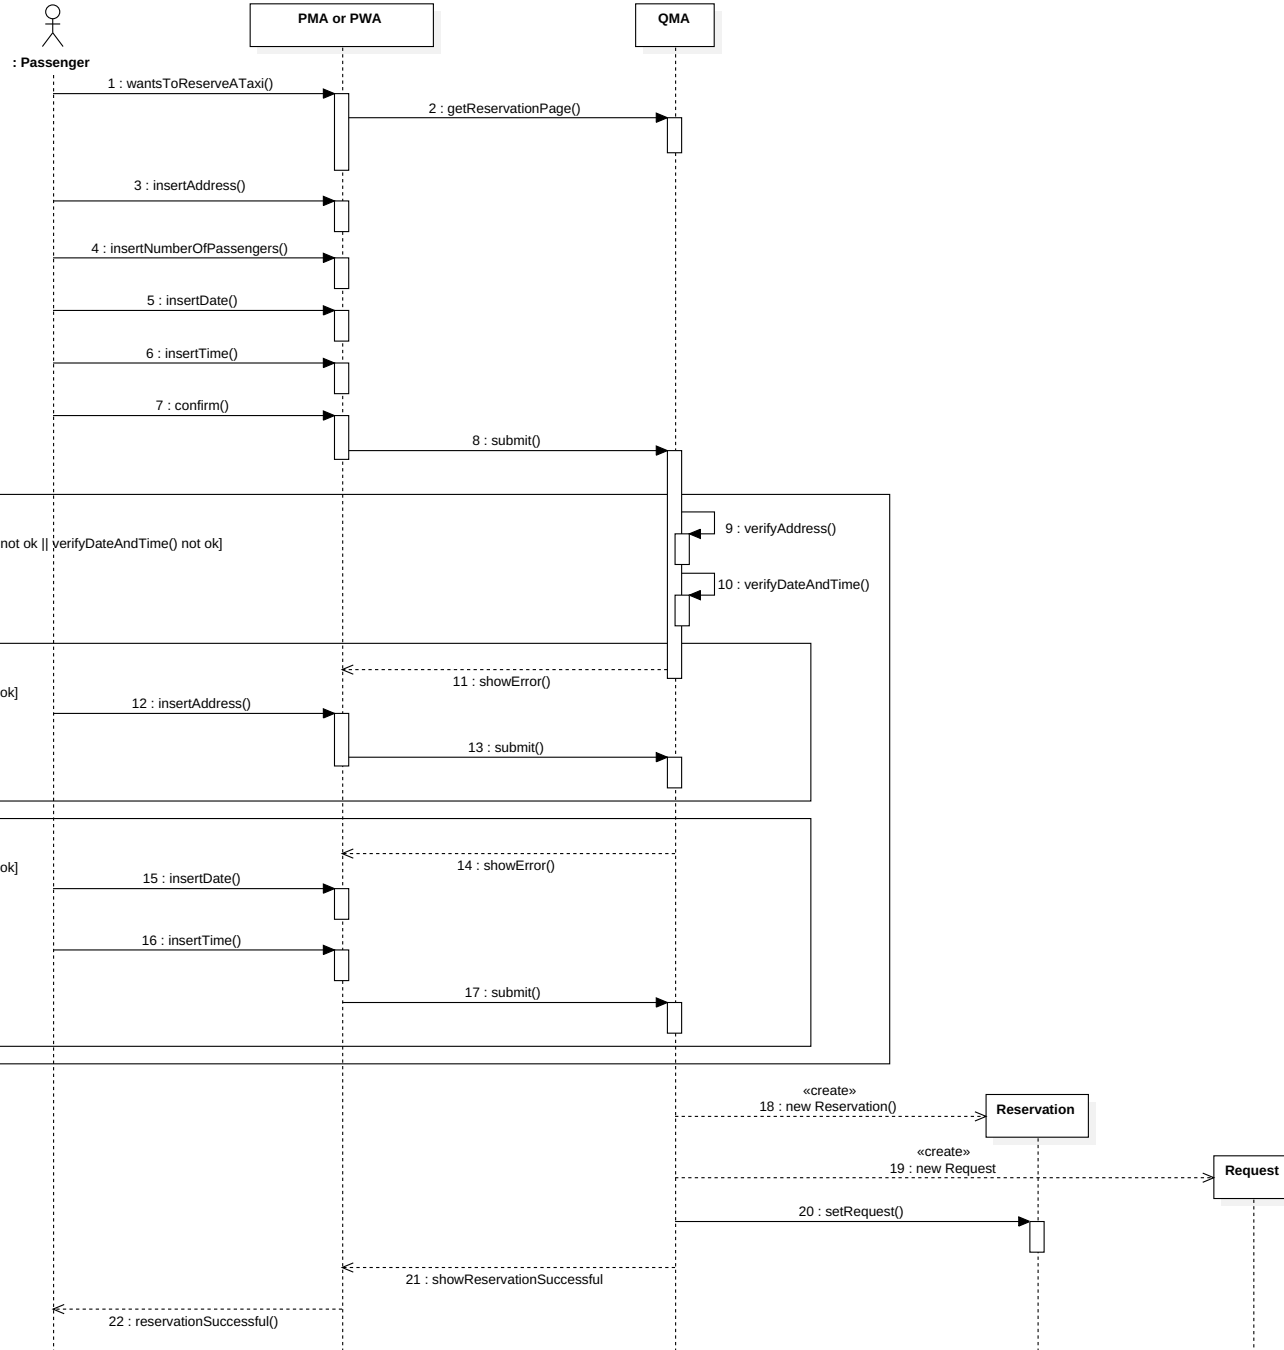 PMA or PWA
QMA
: Passenger
1 : wantsToReserveATaxi()
2 : getReservationPage()
3 : insertAddress()
4 : insertNumberOfPassengers()
5 : insertDate()
6 : insertTime()
7 : confirm()
8 : submit()
9 : verifyAddress()
not ok || verifyDateAndTime() not ok]
10 : verifyDateAndTime()
11 : showError()
ok]
12 : insertAddress()
13 : submit()
14 : showError()
ok]
15 : insertDate()
16 : insertTime()
17 : submit()
«create»
18 : new Reservation()
Reservation
«create»
19 : new Request
Request
20 : setRequest()
21 : showReservationSuccessful
22 : reservationSuccessful()